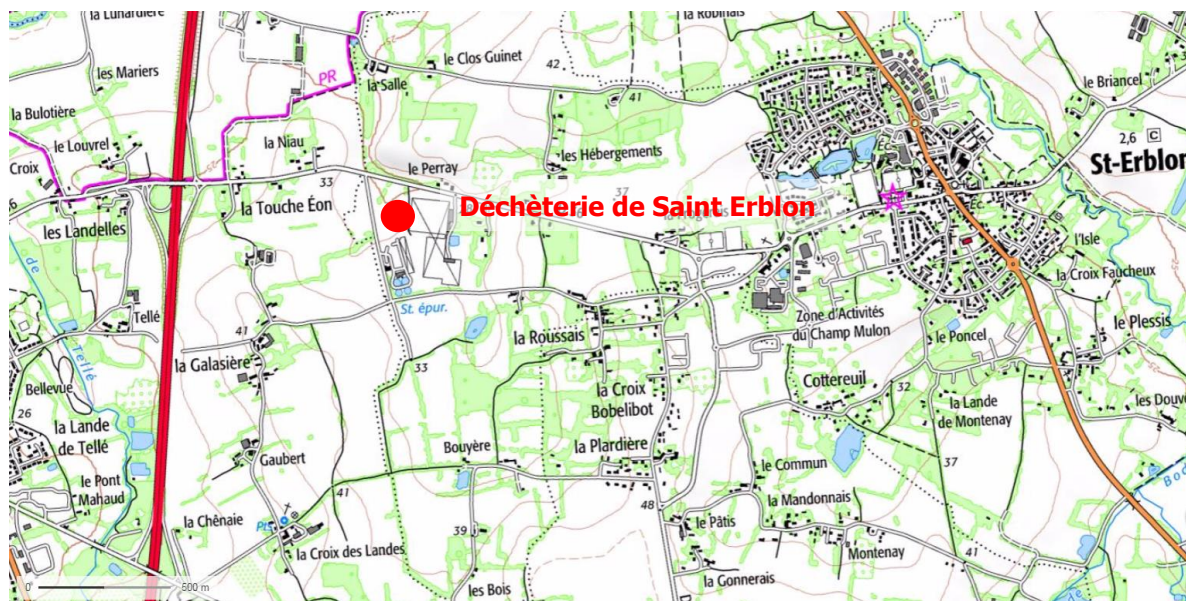 la Lunardière
la Robinais
les Mariers
PR
le Clos Guinet
42
la Salle
le Briancel
la Bulotière
41
2,6 C
le Louvrel
la Niau
les Hébergements
St-Erblon
Croix
33
le Perray
37
Déchèterie de Saint Erblon
la Touche Éon
Éc.
les Landelles
l'Isle
la Croix Faucheux
de
Tellé
St. épur.
Zone d'Activités
du Champ Mulon
le Plessis
41
la Roussais
le Poncel
Tellé
la Galasière
33
Cottereuil
32
Bellevue
la Croix
Bobelibot
la Lande
de Montenay
les Douv
26
la Lande
de Tellé
Bouyère
la Plardière
Gaubert
le Commun
37
le Pont
Mahaud
41
la Mandonnais
48
la Chênaie
Pts
le Pâtis
la Croix des Landes
39
Montenay
41
les Bois
la Gonnerais
de
0
500 m